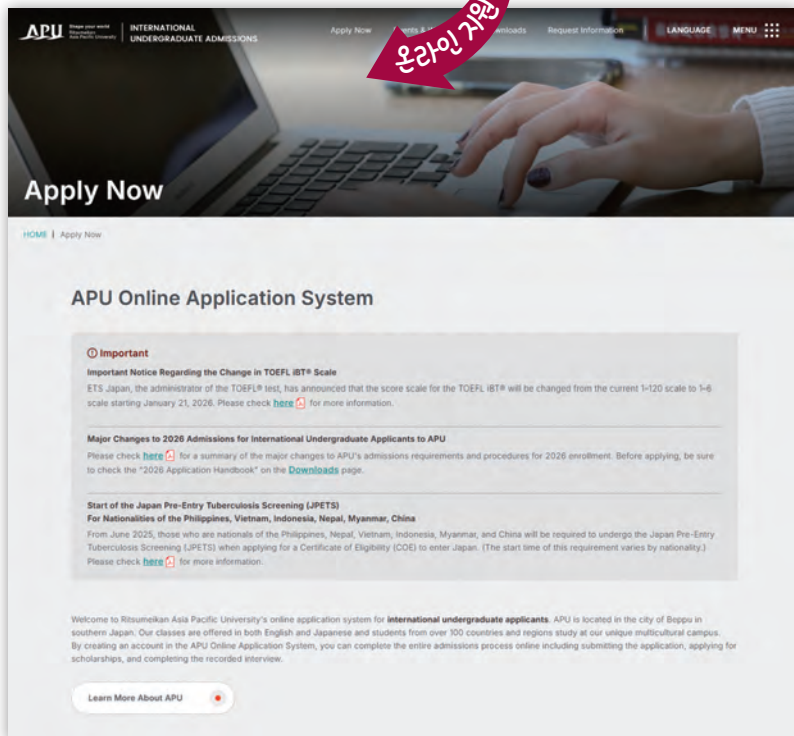 APU Shape your world Ritsumeikan Asia Pacific University INTERNATIONAL UNDERGRADUATE ADMISSIONS
Apply Now Request Information LANGUAGE MENU
온라인 지원
Apply Now
HOME | Apply Now
APU Online Application System
Important
Important Notice Regarding the Change in TOEFL iBT® Scale
ETS Japan, the administrator of the TOEFL® test, has announced that the score scale for the TOEFL iBT® will be changed from the current 1–120 scale to 1–6
scale starting January 21, 2026. Please check here for more information.
Major Changes to 2026 Admissions for International Undergraduate Applicants to APU
Please check here for a summary of the major changes to APU's admissions requirements and procedures for 2026 enrollment. Before applying, be sure
to check the "2026 Application Handbook" on the Downloads page.
Start of the Japan Pre-Entry Tuberculosis Screening (JPETS)
For Nationalities of the Philippines, Vietnam, Indonesia, Nepal, Myanmar, China
From June 2025, those who are nationals of the Philippines, Nepal, Vietnam, Indonesia, Myanmar, and China will be required to undergo the Japan Pre-Entry
Tuberculosis Screening (JPETS) when applying for a Certificate of Eligibility (COE) to enter Japan. (The start time of this requirement varies by nationality.)
Please check here for more information.
Welcome to Ritsumeikan Asia Pacific University's online application system for international undergraduate applicants. APU is located in the city of Beppu in
southern Japan. Our classes are offered in both English and Japanese and students from over 100 countries and regions study at our unique multicultural campus.
By creating an account in the APU Online Application System, you can complete the entire admissions process online including submitting the application, applying for
scholarships, and completing the recorded interview.
Learn More About APU